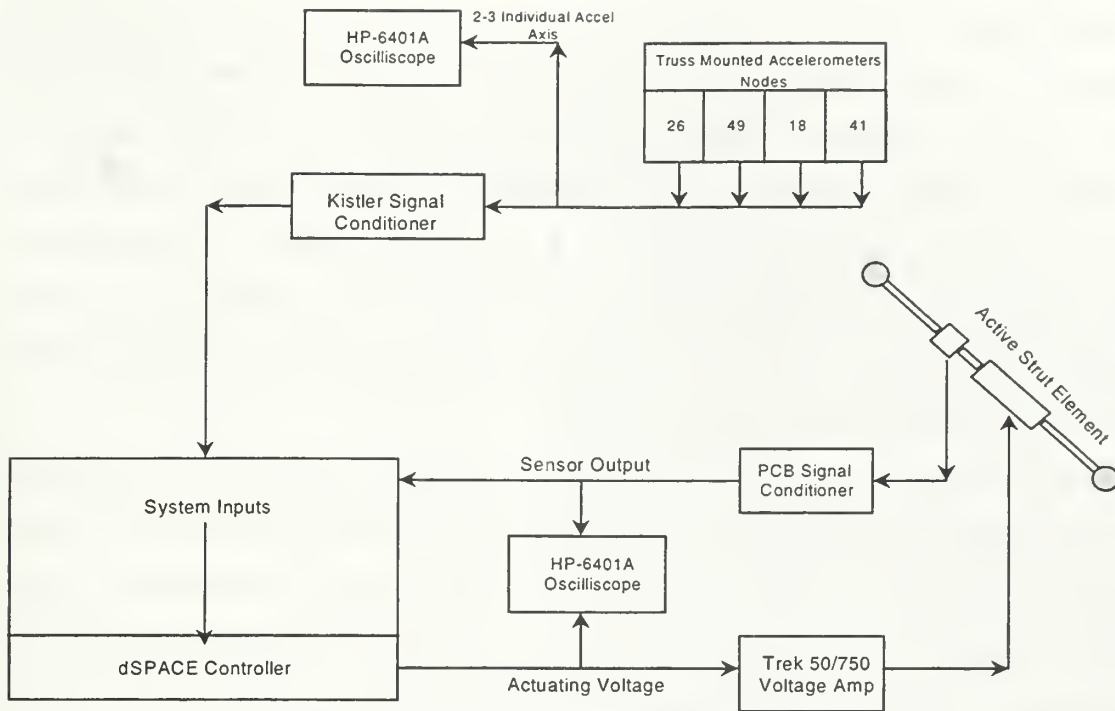 2-3 Individual Accel
Axis
HP-6401A
Oscilliscope
Truss Mounted Accelerometers
Nodes
26 49 18 41
Kistler Signal
Conditioner
Active Strut Element
Sensor Output
PCB Signal
Conditioner
System Inputs
HP-6401A
Oscilliscope
dSPACE Controller
Actuating Voltage
Trek 50/750
Voltage Amp